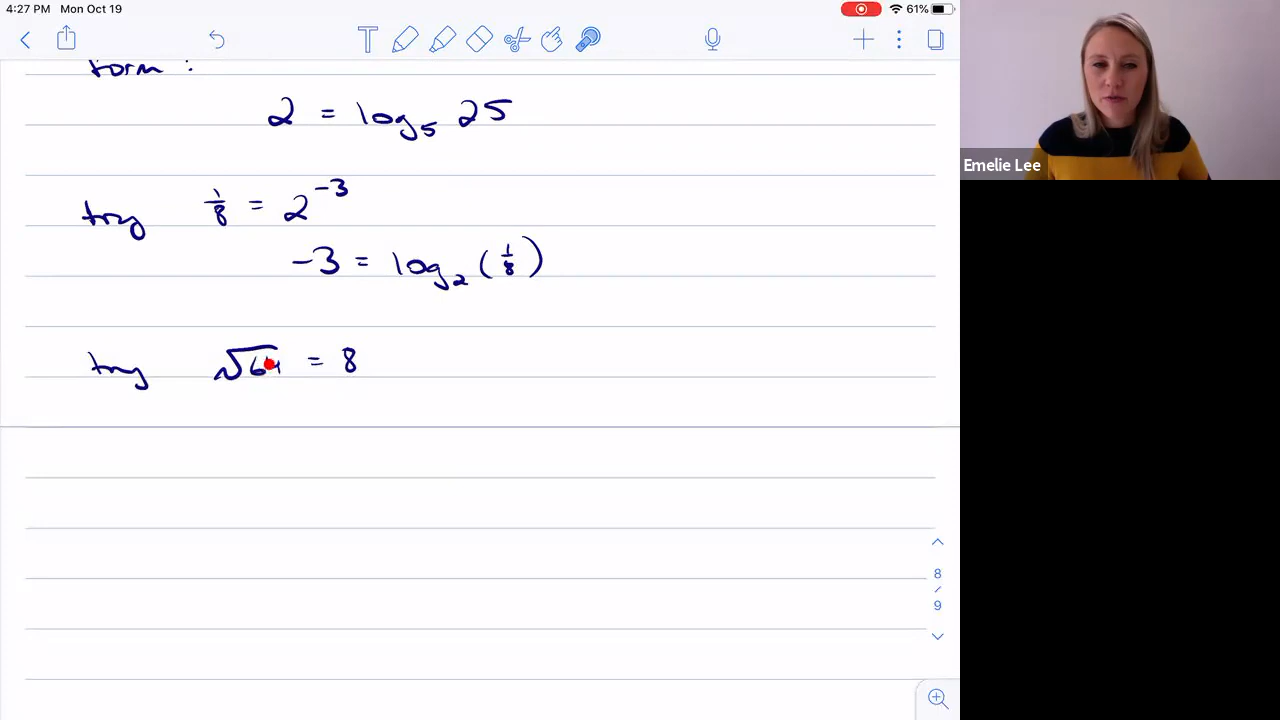 4:27 PM Mon Oct 19
61%
T
form :
2 = log₅ 25
try 1/8 = 2⁻³
-3 = log₂ (1/8)
try √64 = 8
Emelie Lee
8
/
9